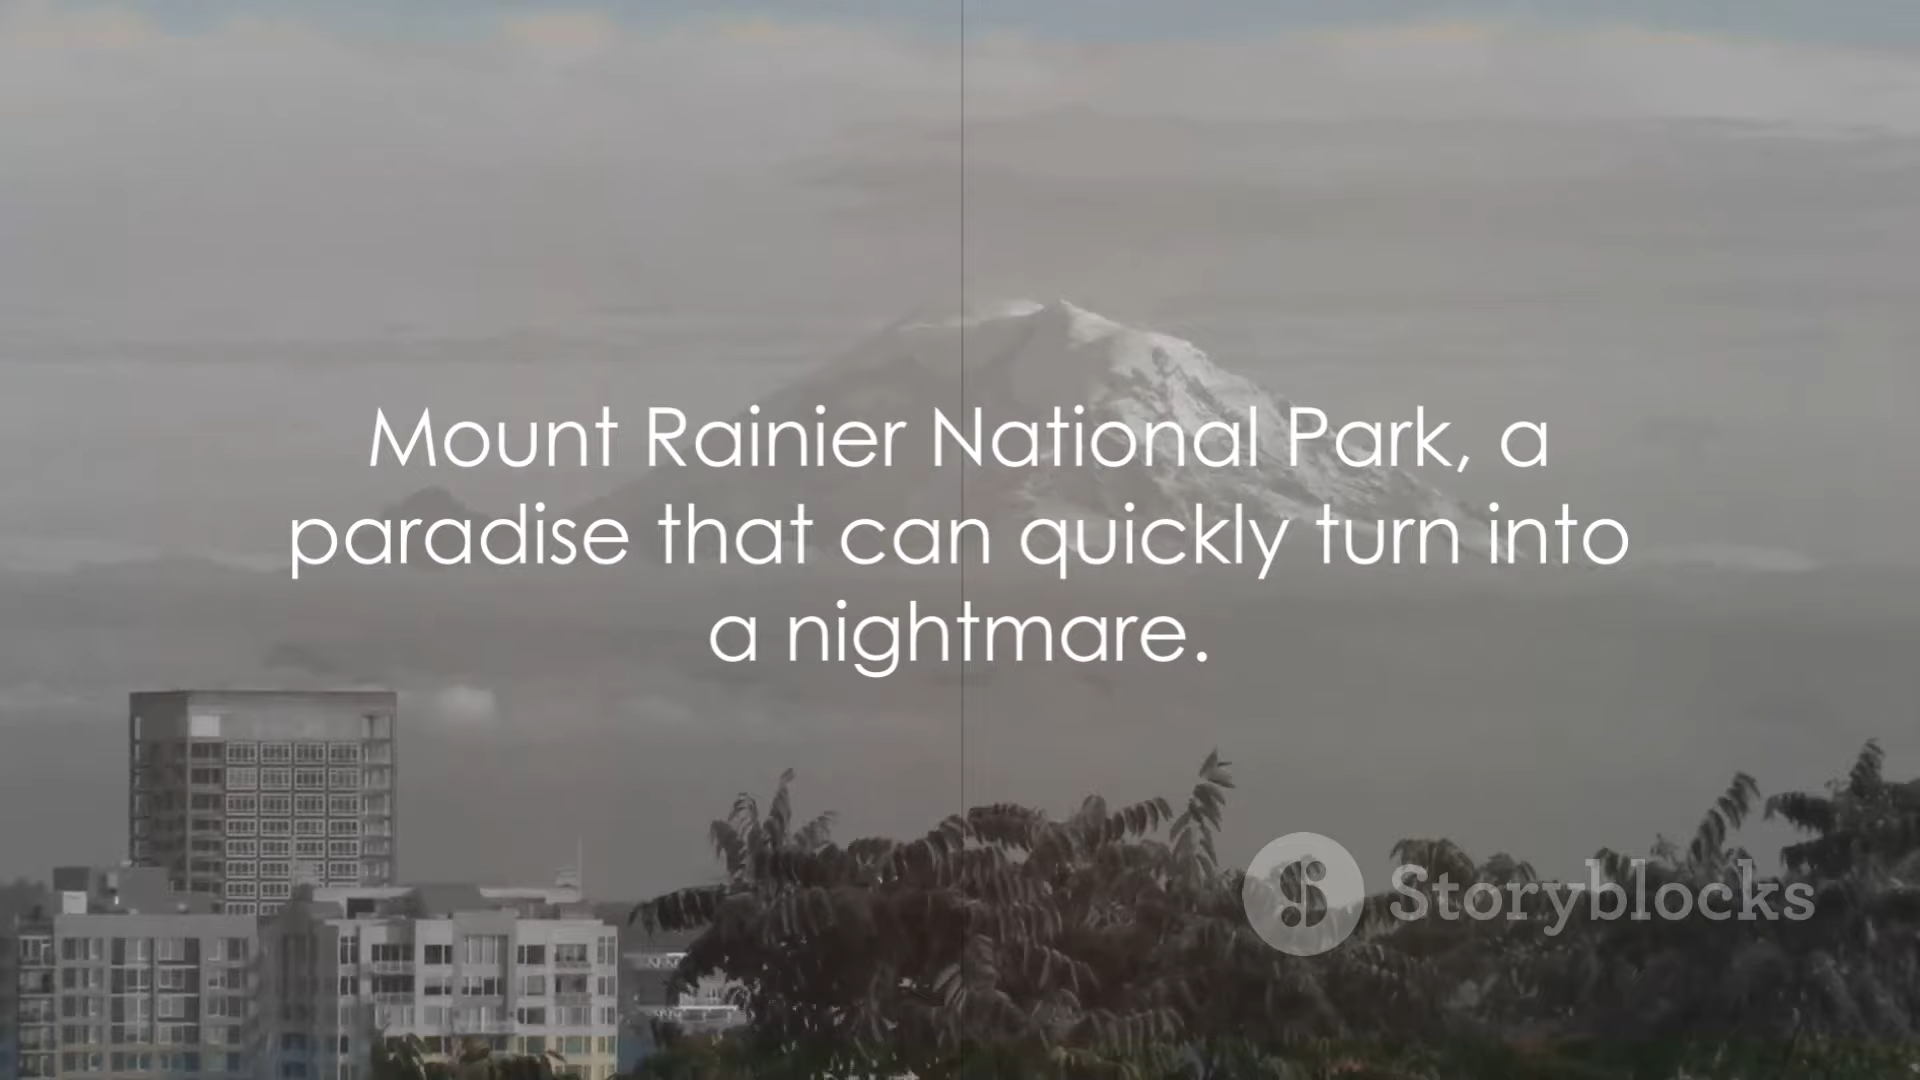 Mount Rainier National Park, a
paradise that can quickly turn into
a nightmare.
Storyblocks